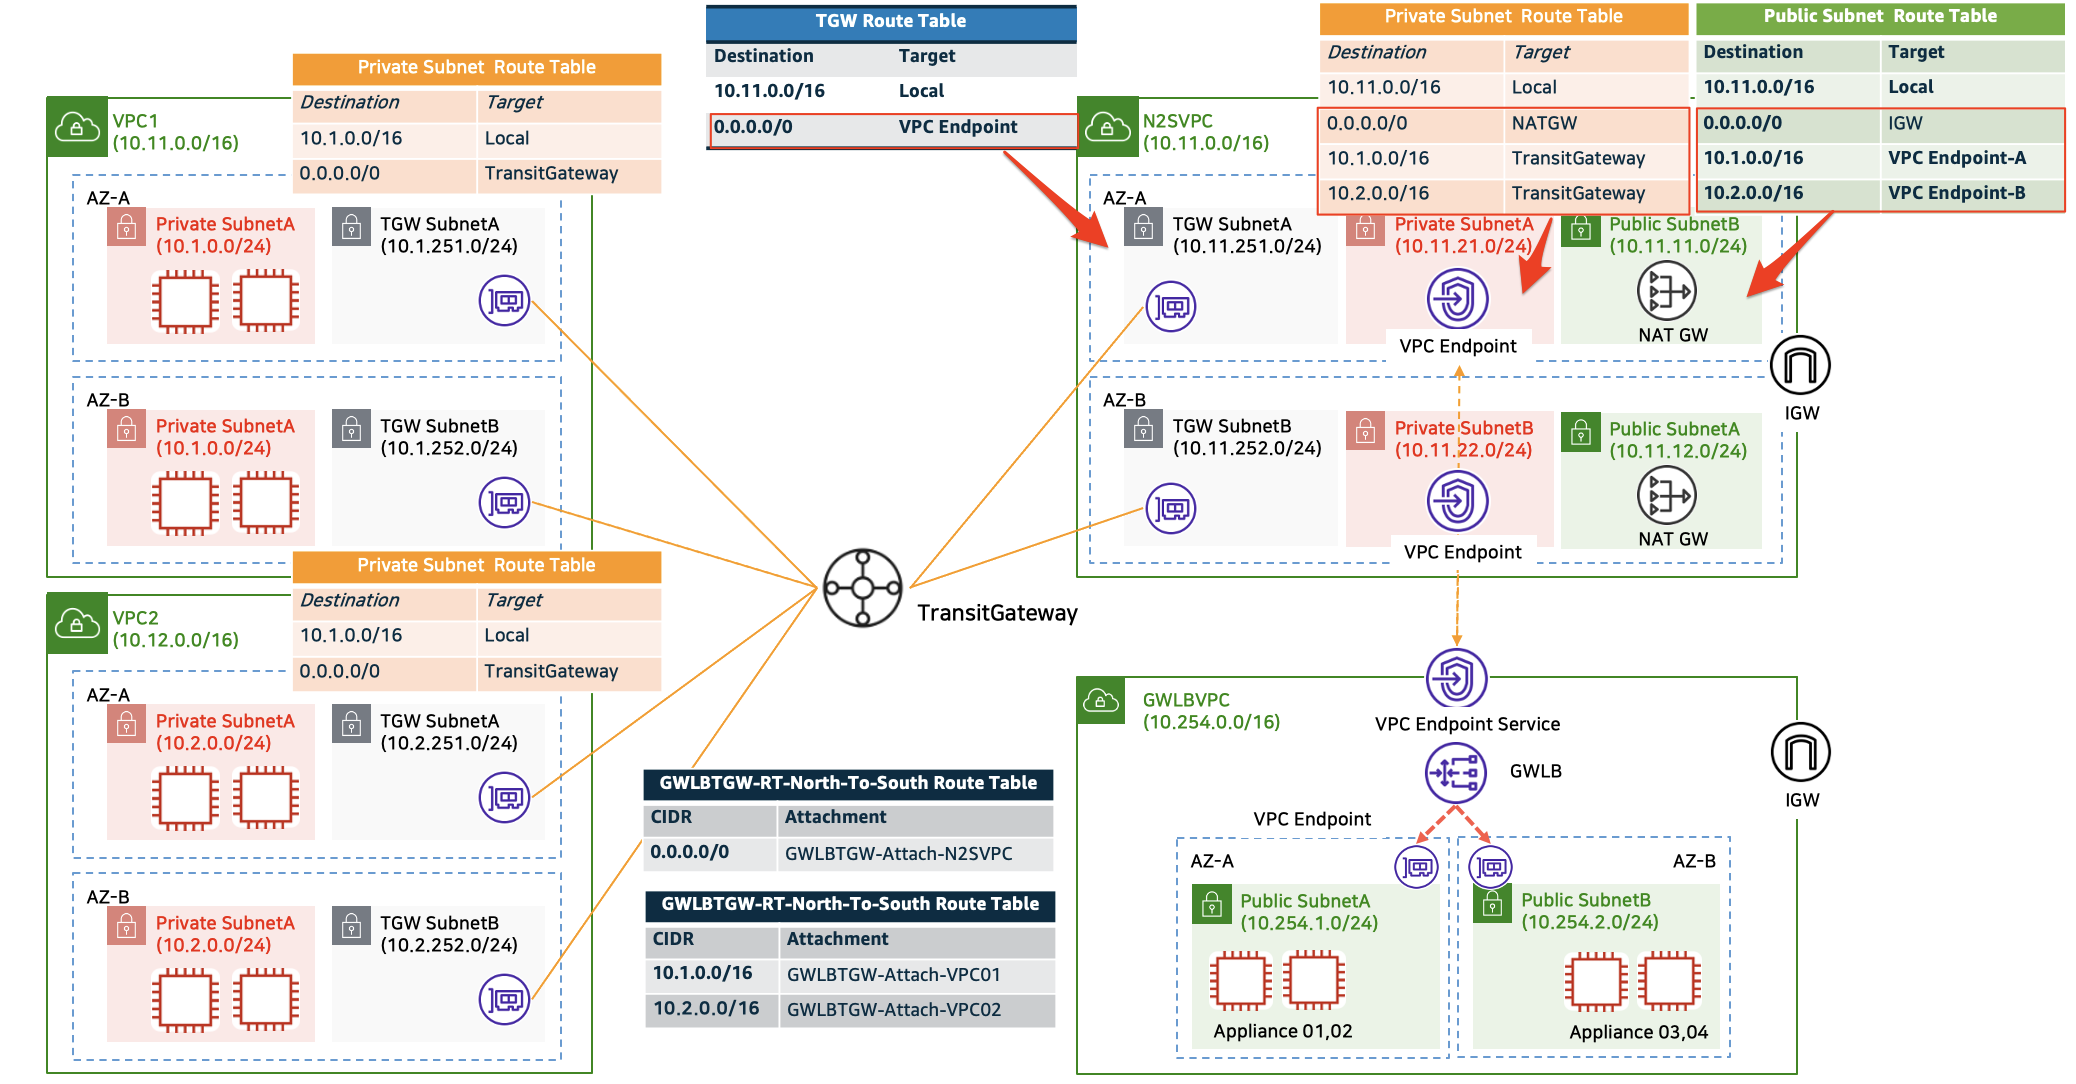 TGW Route Table
Destination Target
10.11.0.0/16 Local
0.0.0.0/0 VPC Endpoint
Private Subnet Route Table
Destination Target
10.11.0.0/16 Local
0.0.0.0/0 NATGW
10.1.0.0/16 TransitGateway
10.2.0.0/16 TransitGateway
Public Subnet Route Table
Destination Target
10.11.0.0/16 Local
0.0.0.0/0 IGW
10.1.0.0/16 VPC Endpoint-A
10.2.0.0/16 VPC Endpoint-B
Private Subnet Route Table
Destination Target
10.1.0.0/16 Local
0.0.0.0/0 TransitGateway
VPC1
(10.11.0.0/16)
AZ-A
Private SubnetA
(10.1.0.0/24)
TGW SubnetA
(10.1.251.0/24)
AZ-B
Private SubnetA
(10.1.0.0/24)
TGW SubnetB
(10.1.252.0/24)
Private Subnet Route Table
Destination Target
10.1.0.0/16 Local
0.0.0.0/0 TransitGateway
VPC2
(10.12.0.0/16)
AZ-A
Private SubnetA
(10.2.0.0/24)
TGW SubnetA
(10.2.251.0/24)
AZ-B
Private SubnetA
(10.2.0.0/24)
TGW SubnetB
(10.2.252.0/24)
TransitGateway
GWLBTGW-RT-North-To-South Route Table
CIDR Attachment
0.0.0.0/0 GWLBTGW-Attach-N2SVPC
GWLBTGW-RT-North-To-South Route Table
CIDR Attachment
10.1.0.0/16 GWLBTGW-Attach-VPC01
10.2.0.0/16 GWLBTGW-Attach-VPC02
N2SVPC
(10.11.0.0/16)
AZ-A
TGW SubnetA
(10.11.251.0/24)
Private SubnetA
(10.11.21.0/24)
VPC Endpoint
Public SubnetB
(10.11.11.0/24)
NAT GW
IGW
AZ-B
TGW SubnetB
(10.11.252.0/24)
Private SubnetB
(10.11.22.0/24)
VPC Endpoint
Public SubnetA
(10.11.12.0/24)
NAT GW
GWLBVPC
(10.254.0.0/16)
VPC Endpoint Service
GWLB
IGW
VPC Endpoint
AZ-A
Public SubnetA
(10.254.1.0/24)
Appliance 01,02
AZ-B
Public SubnetB
(10.254.2.0/24)
Appliance 03,04